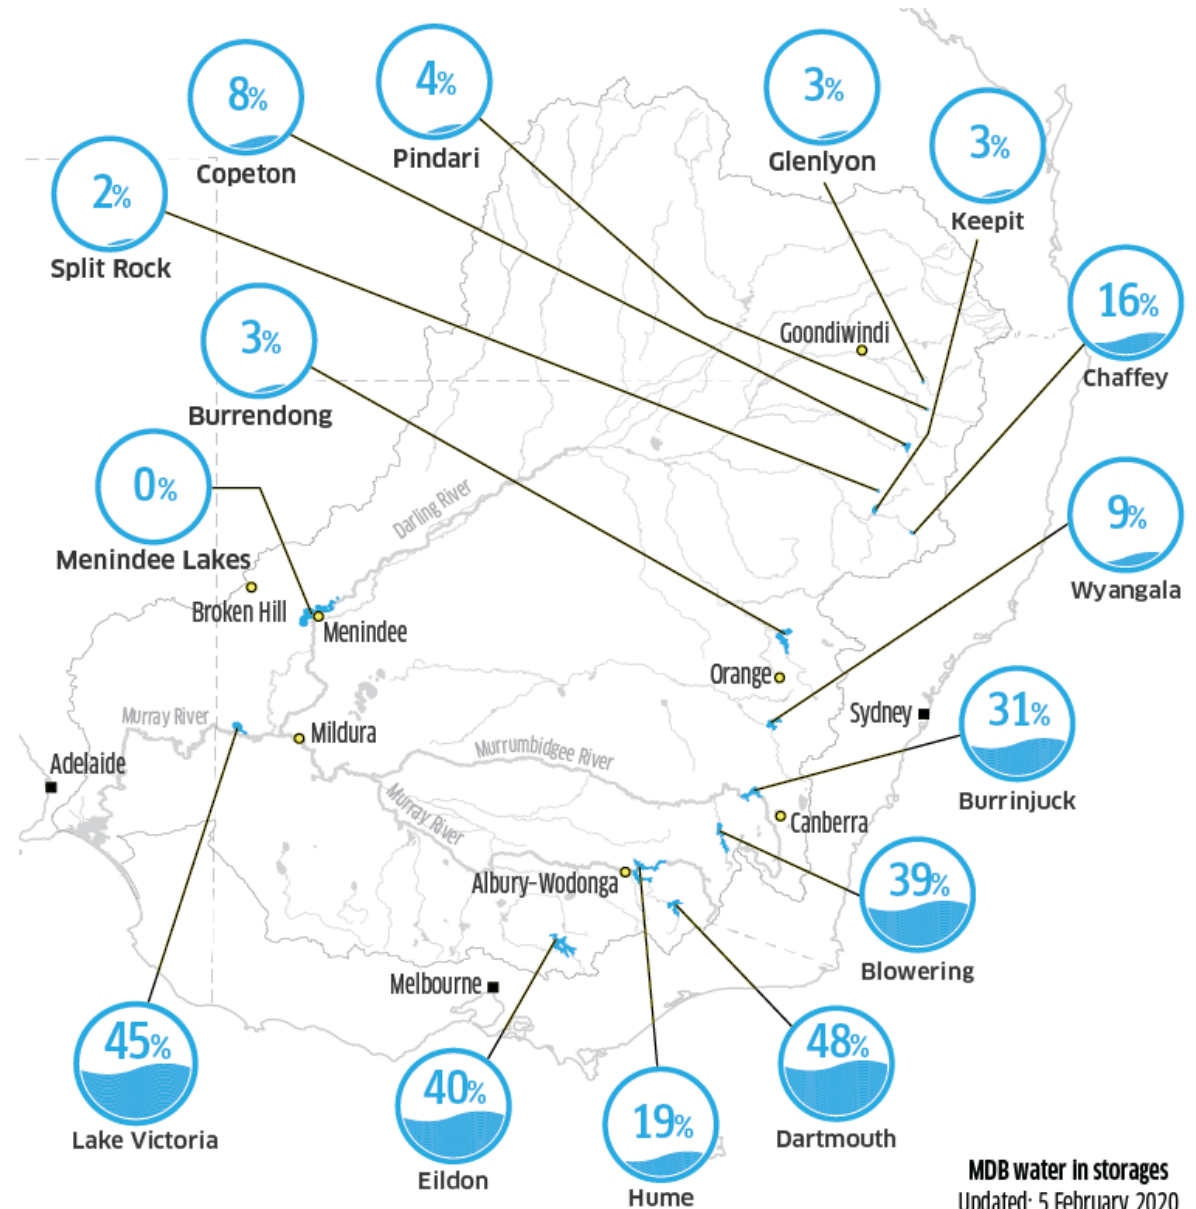 4%
Pindari
3%
Glenlyon
8%
Copeton
3%
Keepit
2%
Split Rock
16%
Chaffey
3%
Burrendong
Goondiwindi
0%
Menindee Lakes
Darling River
9%
Wyangala
Broken Hill
Menindee
Orange
Sydney
31%
Burrinjuck
Murray River
Mildura
Murrumbidgee River
Adelaide
Murray River
Canberra
Albury-Wodonga
39%
Blowering
Melbourne
45%
Lake Victoria
40%
Eildon
19%
Hume
48%
Dartmouth
MDB water in storages
Updated: 5 February 2020